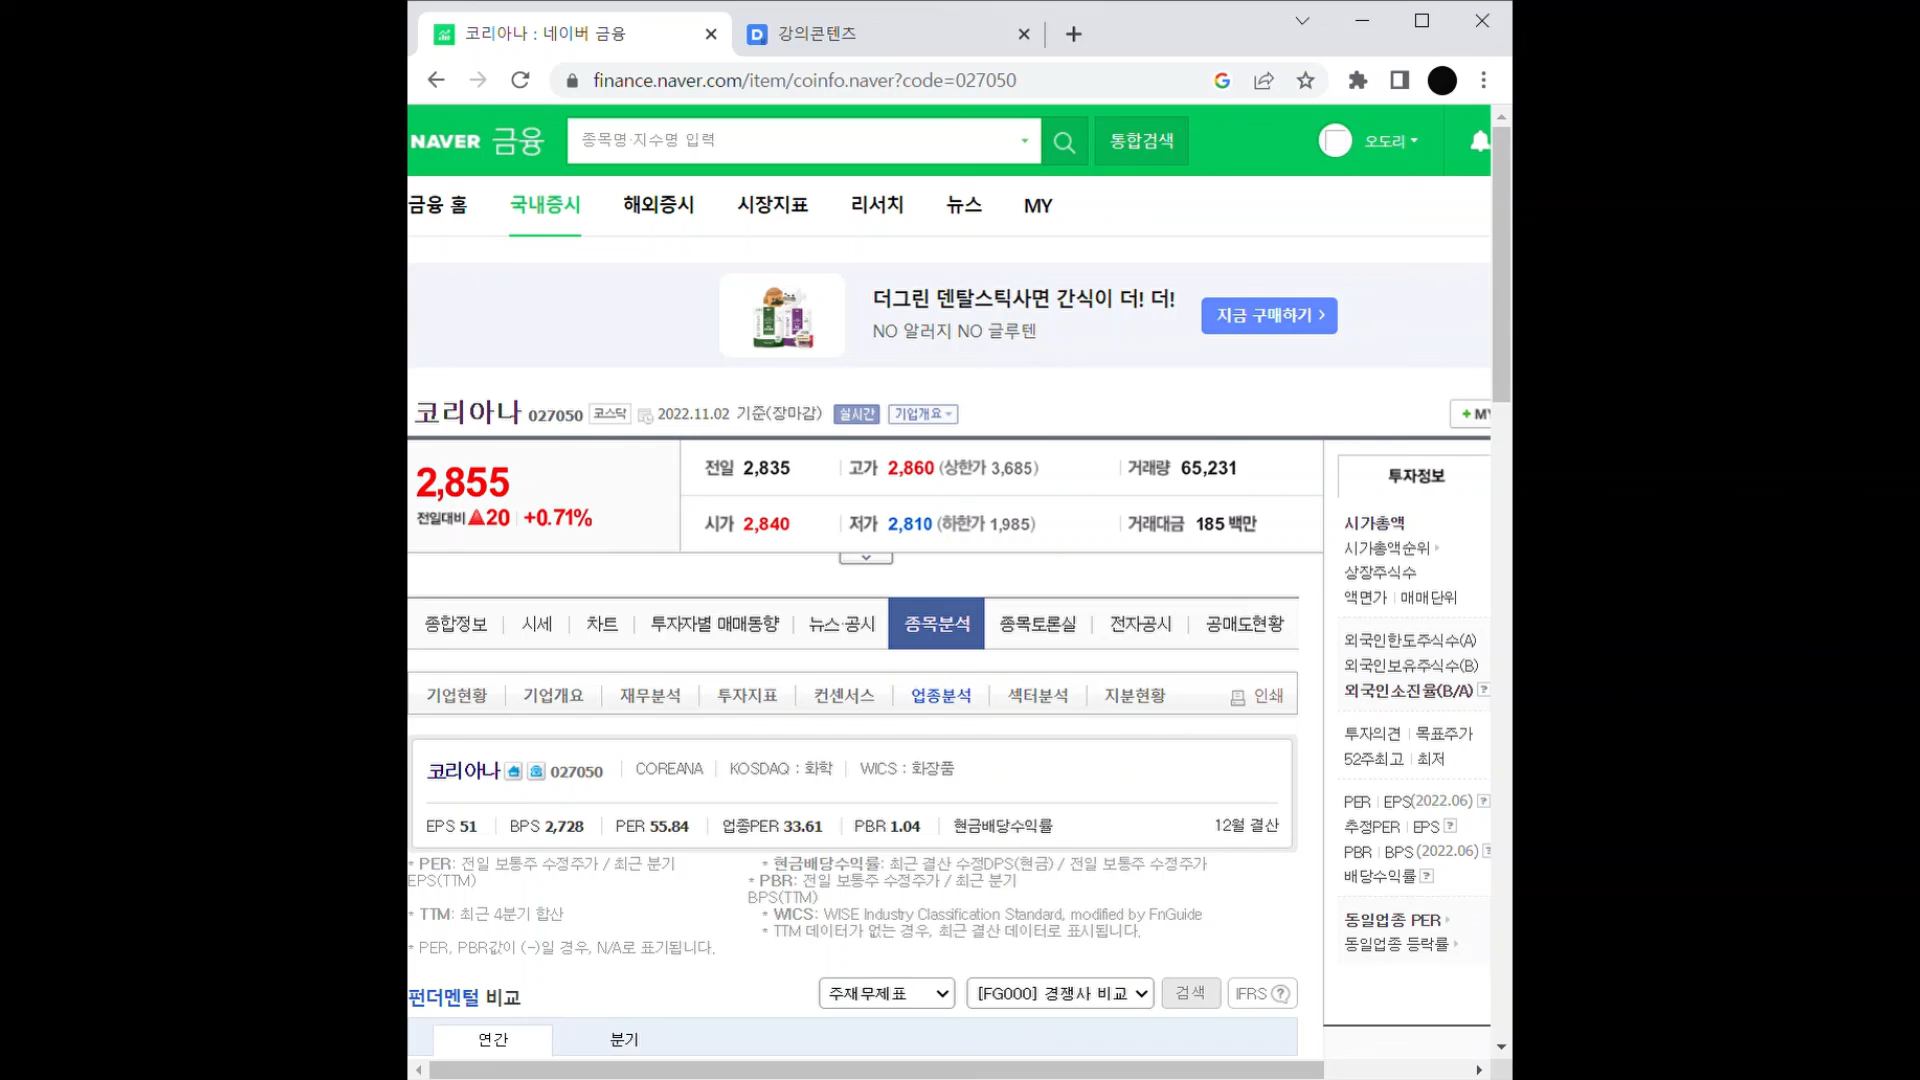 코리아나 : 네이버 금융
강의콘텐츠
finance.naver.com/item/coinfo.naver?code=027050
NAVER 금융
종목명·지수명 입력
통합검색
오도리
금융 홈 국내증시 해외증시 시장지표 리서치 뉴스 MY
더그린 덴탈스틱사면 간식이 더! 더!
NO 알러지 NO 글루텐
지금 구매하기 >
코리아나 027050 코스닥 2022.11.02 기준(장마감) 실시간 기업개요
+ MY
2,855
전일대비 ▲20 +0.71%
전일 2,835 고가 2,860 (상한가 3,685) 거래량 65,231
시가 2,840 저가 2,810 (하한가 1,985) 거래대금 185 백만
종합정보 시세 차트 투자자별 매매동향 뉴스·공시 종목분석 종목토론실 전자공시 공매도현황
기업현황 기업개요 재무분석 투자지표 컨센서스 업종분석 섹터분석 지분현황 인쇄
코리아나 027050 COREANA KOSDAQ : 화학 WICS : 화장품
EPS 51 BPS 2,728 PER 55.84 업종PER 33.61 PBR 1.04 현금배당수익률 12월 결산
* PER: 전일 보통주 수정주가 / 최근 분기
EPS(TTM)
* TTM: 최근 4분기 합산
* PER, PBR값이 (-)일 경우, N/A로 표기됩니다.
* 현금배당수익률: 최근 결산 수정DPS(현금) / 전일 보통주 수정주가
* PBR: 전일 보통주 수정주가 / 최근 분기
BPS(TTM)
* WICS: WISE Industry Classification Standard, modified by FnGuide
* TTM 데이터가 없는 경우, 최근 결산 데이터로 표시됩니다.
펀더멘털 비교
주재무제표
[FG000] 경쟁사 비교
검색
IFRS ?
연간 분기
투자정보
시가총액
시가총액순위
상장주식수
액면가 | 매매단위
외국인한도주식수(A)
외국인보유주식수(B)
외국인소진율(B/A) ?
투자의견 | 목표주가
52주최고 | 최저
PER | EPS(2022.06) ?
추정PER | EPS ?
PBR | BPS (2022.06) ?
배당수익률 ?
동일업종 PER
동일업종 등락률